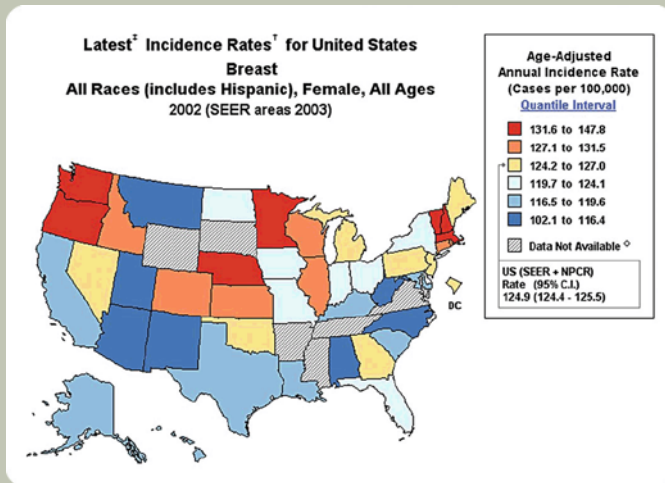 Latest‡ Incidence Rates† for United States
Breast
All Races (includes Hispanic), Female, All Ages
2002 (SEER areas 2003)
Age-Adjusted
Annual Incidence Rate
(Cases per 100,000)
Quantile Interval
131.6 to 147.8
127.1 to 131.5
124.2 to 127.0
119.7 to 124.1
116.5 to 119.6
102.1 to 116.4
Data Not Available ◇
US (SEER + NPCR)
Rate (95% C.I.)
124.9 (124.4 - 125.5)
DC